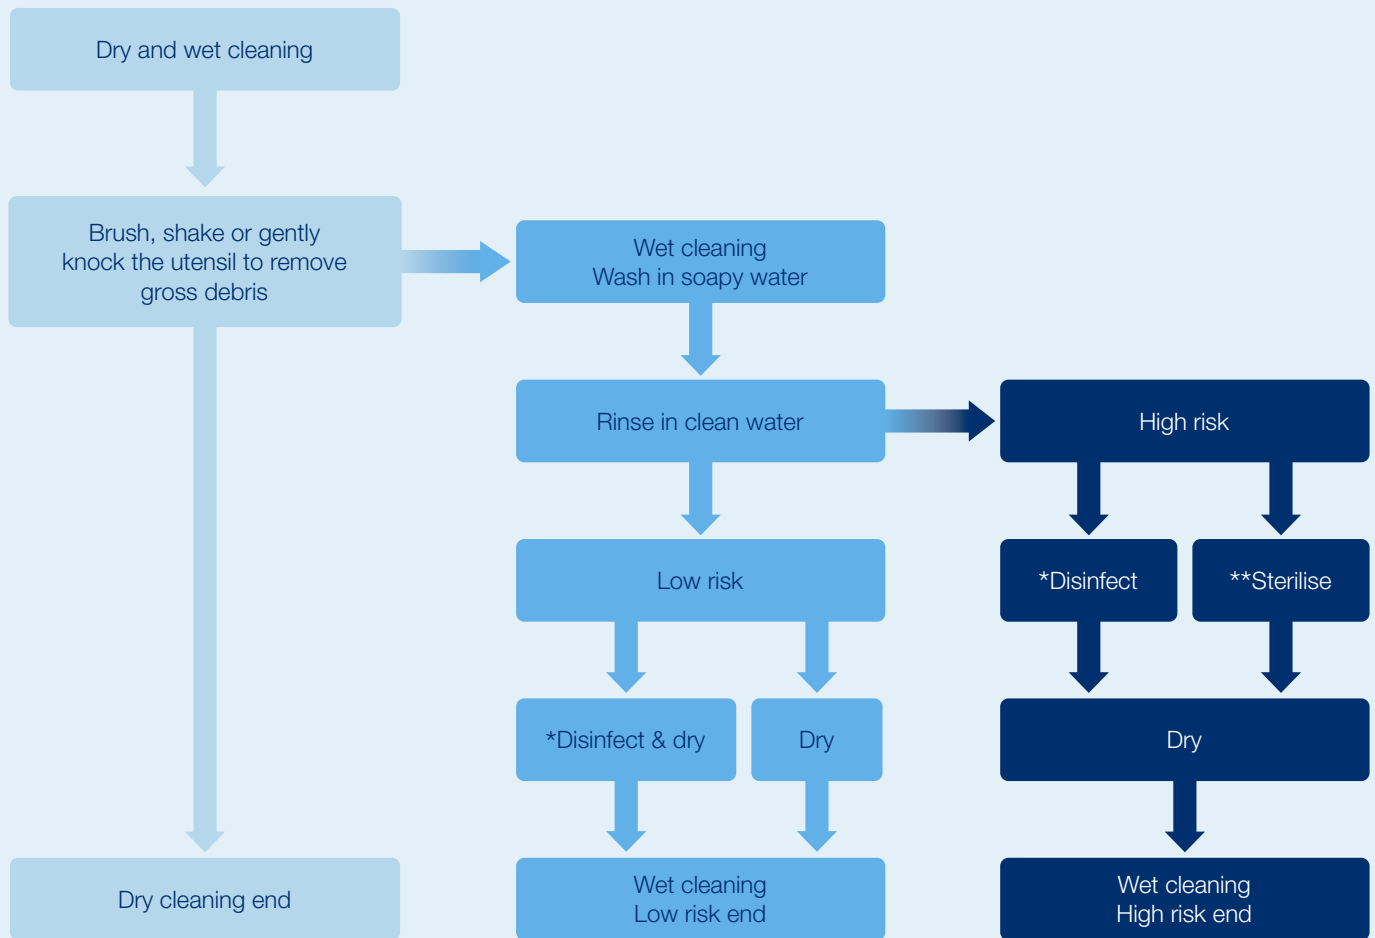 Dry and wet cleaning
Brush, shake or gently
knock the utensil to remove
gross debris
Dry cleaning end
Wet cleaning
Wash in soapy water
Rinse in clean water
Low risk
*Disinfect & dry
Dry
Wet cleaning
Low risk end
High risk
*Disinfect
**Sterilise
Dry
Wet cleaning
High risk end